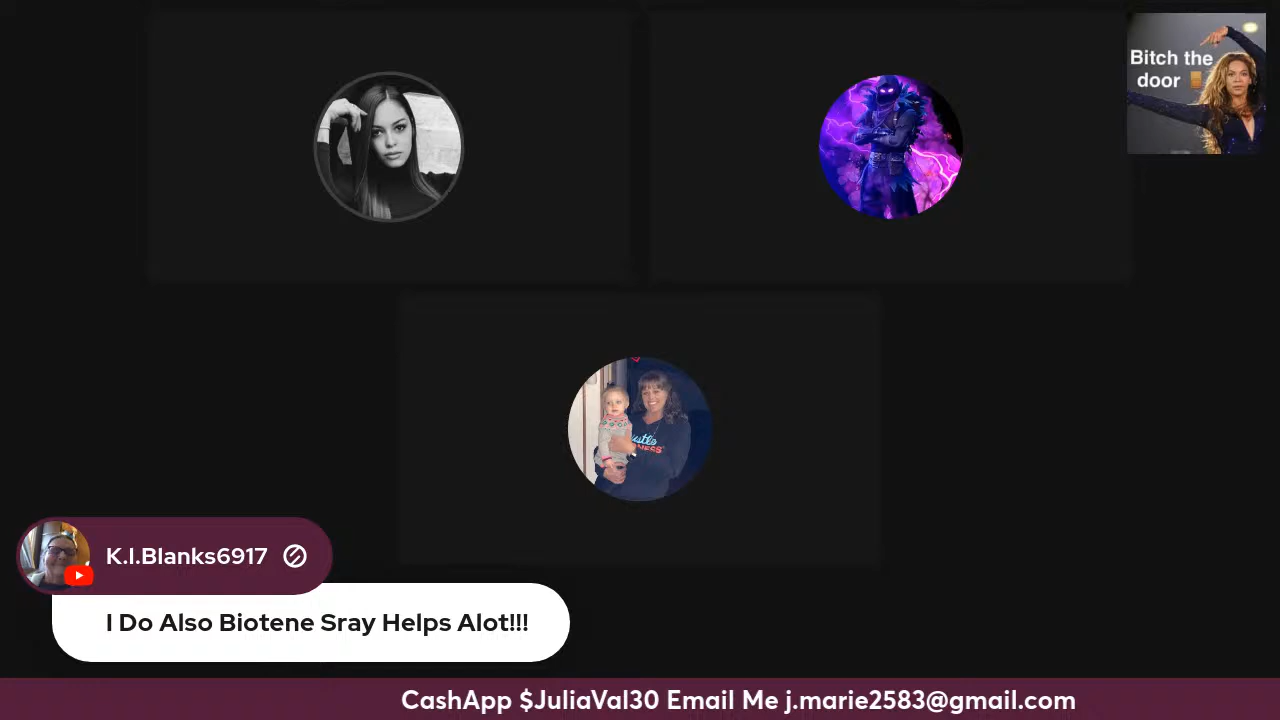 Bitch the
door
K.I.Blanks6917
I Do Also Biotene Sray Helps Alot!!!
CashApp $JuliaVal30 Email Me j.marie2583@gmail.com